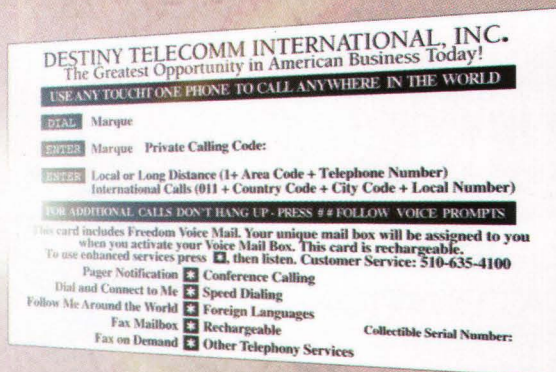 DESTINY TELECOMM INTERNATIONAL, INC.
The Greatest Opportunity in American Business Today!
USE ANY TOUCHTONE PHONE TO CALL ANYWHERE IN THE WORLD
DIAL Marque
ENTER Marque Private Calling Code:
ENTER Local or Long Distance (1+ Area Code + Telephone Number)
International Calls (011 + Country Code + City Code + Local Number)
FOR ADDITIONAL CALLS DON'T HANG UP - PRESS ## FOLLOW VOICE PROMPTS
This card includes Freedom Voice Mail. Your unique mail box will be assigned to you
when you activate your Voice Mail Box. This card is rechargeable.
To use enhanced services press *, then listen. Customer Service: 510-635-4100
Pager Notification * Conference Calling
Dial and Connect to Me * Speed Dialing
Follow Me Around the World * Foreign Languages
Fax Mailbox * Rechargeable
Fax on Demand * Other Telephony Services
Collectible Serial Number: